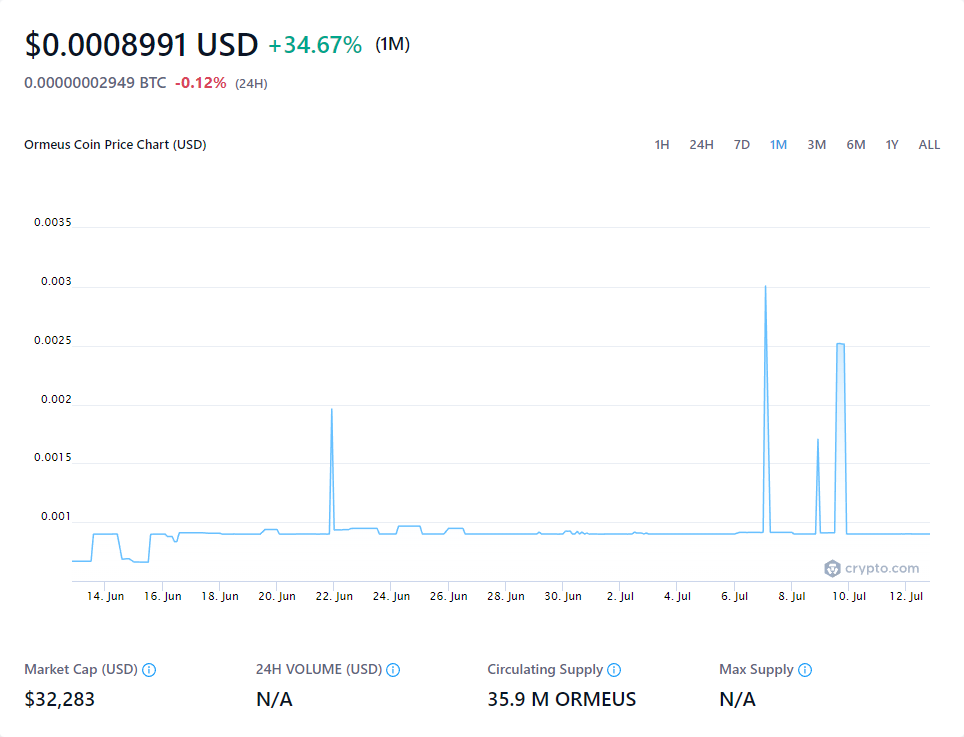 $0.0008991 USD +34.67% (1M)
0.00000002949 BTC -0.12% (24H)
Ormeus Coin Price Chart (USD) 1H 24H 7D 1M 3M 6M 1Y ALL
0.0035
0.003
0.0025
0.002
0.0015
0.001
crypto.com
14. Jun 16. Jun 18. Jun 20. Jun 22. Jun 24. Jun 26. Jun 28. Jun 30. Jun 2. Jul 4. Jul 6. Jul 8. Jul 10. Jul 12. Jul
Market Cap (USD) 24H VOLUME (USD) Circulating Supply Max Supply
$32,283 N/A 35.9 M ORMEUS N/A